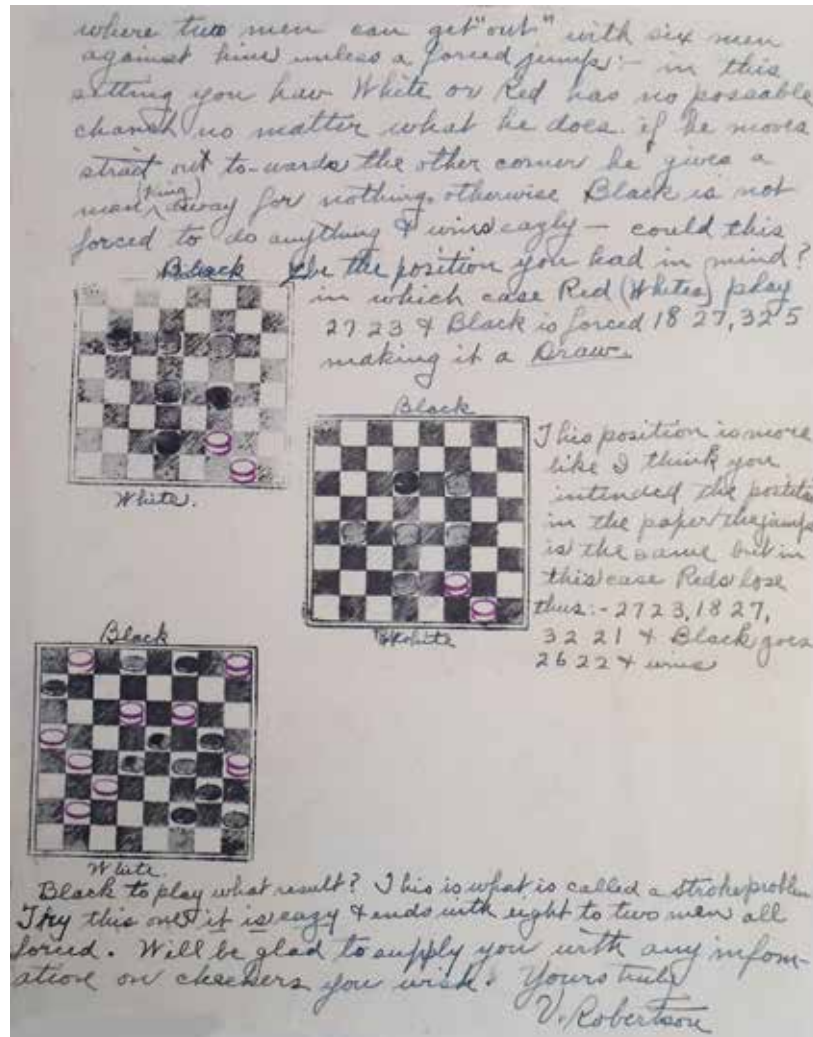 where two men can get "out" with six men
against him unless a forced jump:- in this
setting you have White or Red has no possable
chanch no matter what he does. if he moves
strait out to-wards the other corner he gives a
man (King) away for nothing. otherwise Black is not
forced to do anything & wins eazly - could this
be the position you had in mind?
in which case Red (Whites) play
27 23 & Black is forced 18 27, 32 5
making it a Draw.
Black
White.
Black
This position is more
like I think you
intended the position
in the paper the jump
is the same but in
this case Reds lose
thus:- 27 23, 18 27,
32 21 & Black goes
26 22 & wins
White
Black
White.
Black to play what result? This is what is called a stroke problem
Try this one it is eazy & ends with eight to two men all
forced. Will be glad to supply you with any infom-
ation on checkers you wish. Yours truly
V. Robertson